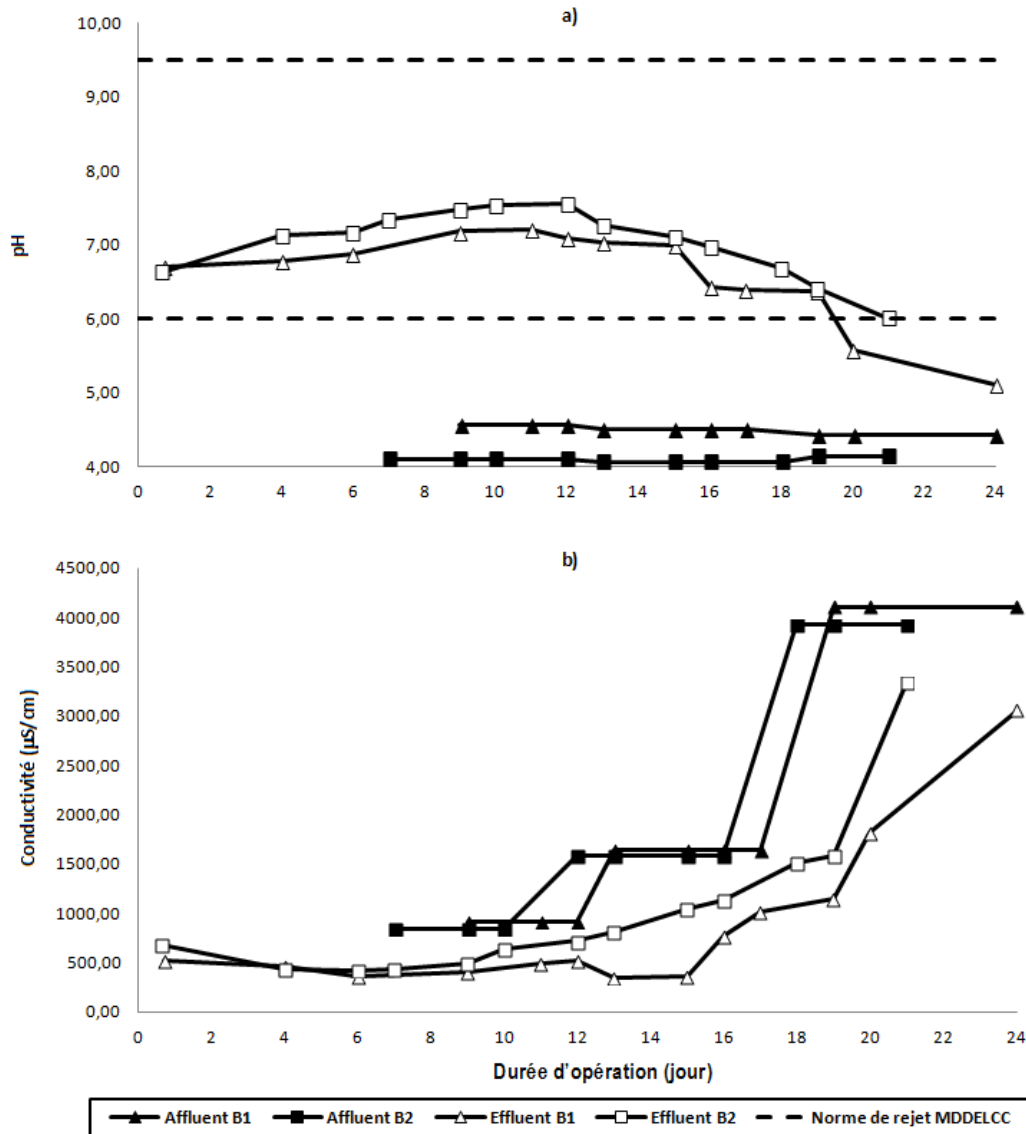 a)
10,00
9,00
8,00
7,00
6,00
5,00
4,00
pH
0 2 4 6 8 10 12 14 16 18 20 22 24
b)
4500,00
4000,00
3500,00
3000,00
2500,00
2000,00
1500,00
1000,00
500,00
0,00
Conductivité (µS/cm)
0 2 4 6 8 10 12 14 16 18 20 22 24
Durée d'opération (jour)
Affluent B1 Affluent B2 Effluent B1 Effluent B2 Norme de rejet MDDELCC